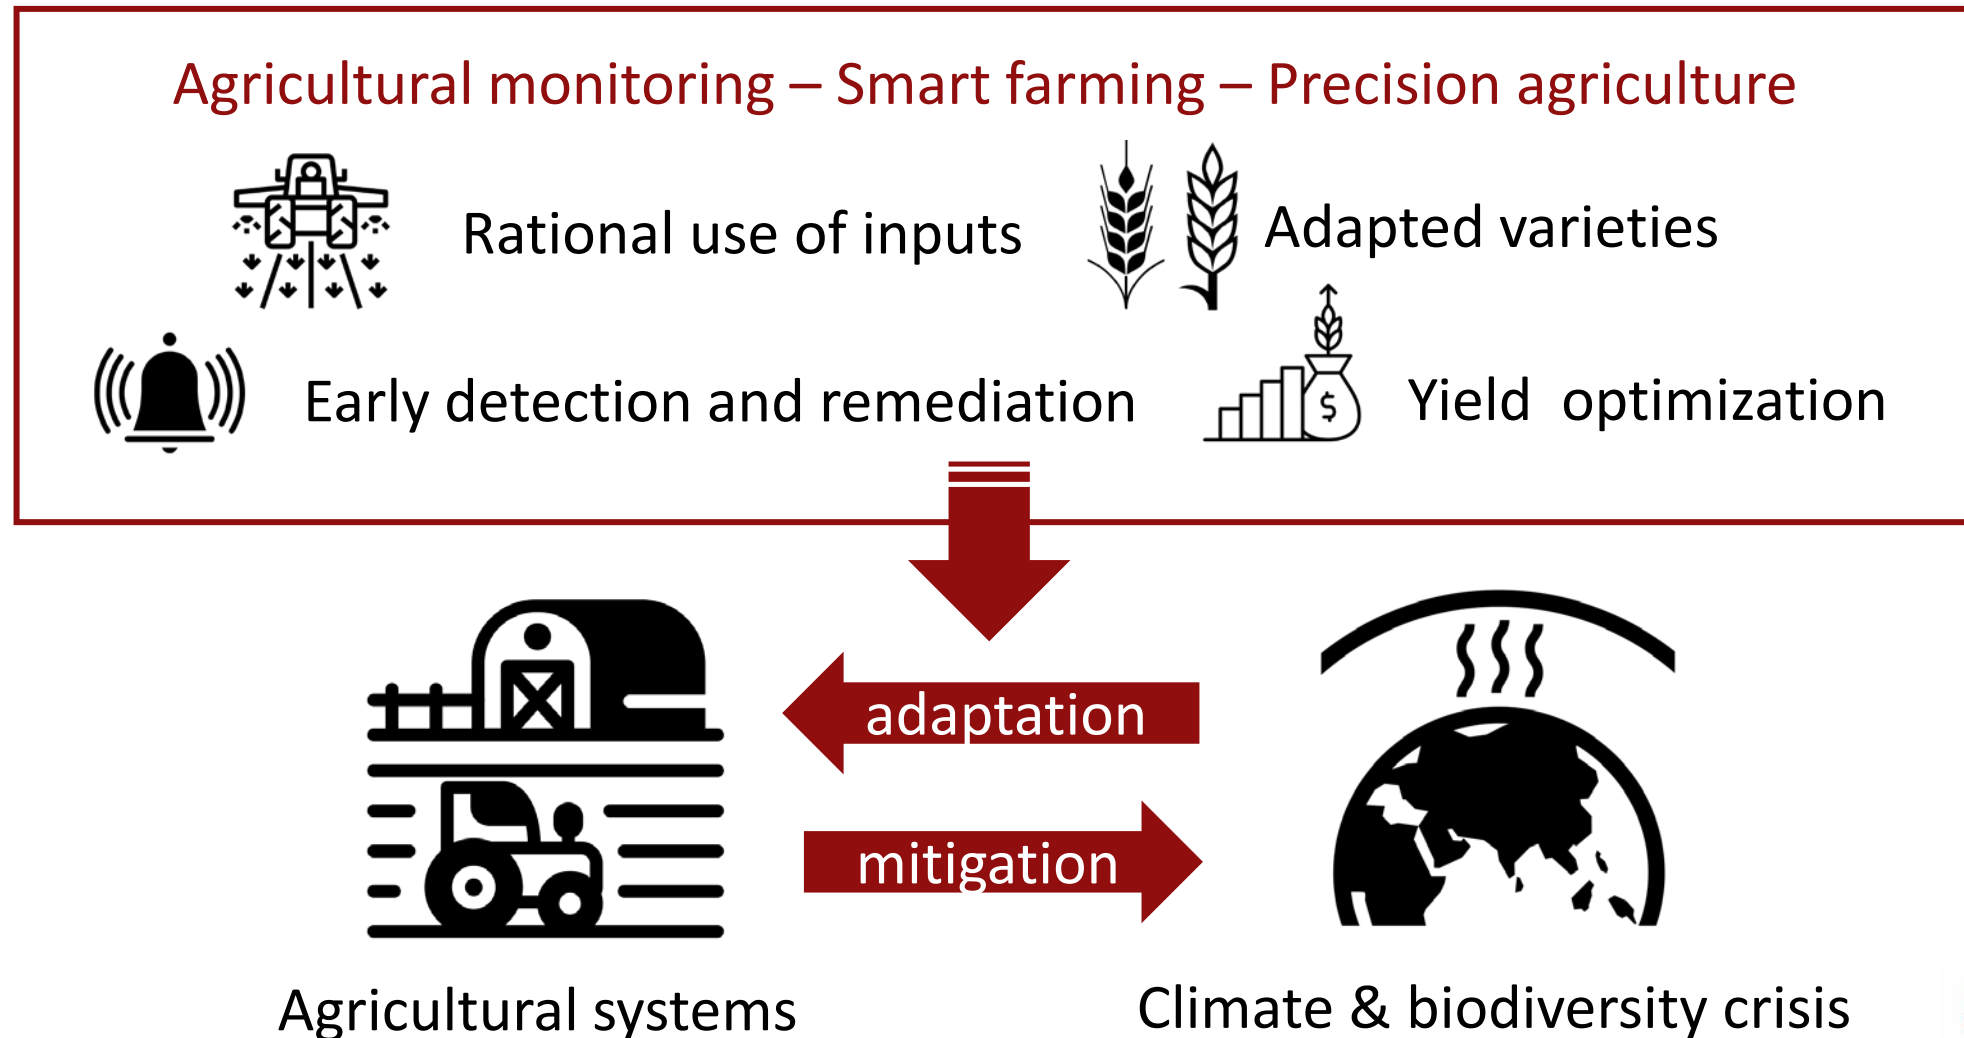 Agricultural monitoring – Smart farming – Precision agriculture
Rational use of inputs
Adapted varieties
Early detection and remediation
$
Yield  optimization
adaptation
mitigation
Agricultural systems
Climate & biodiversity crisis